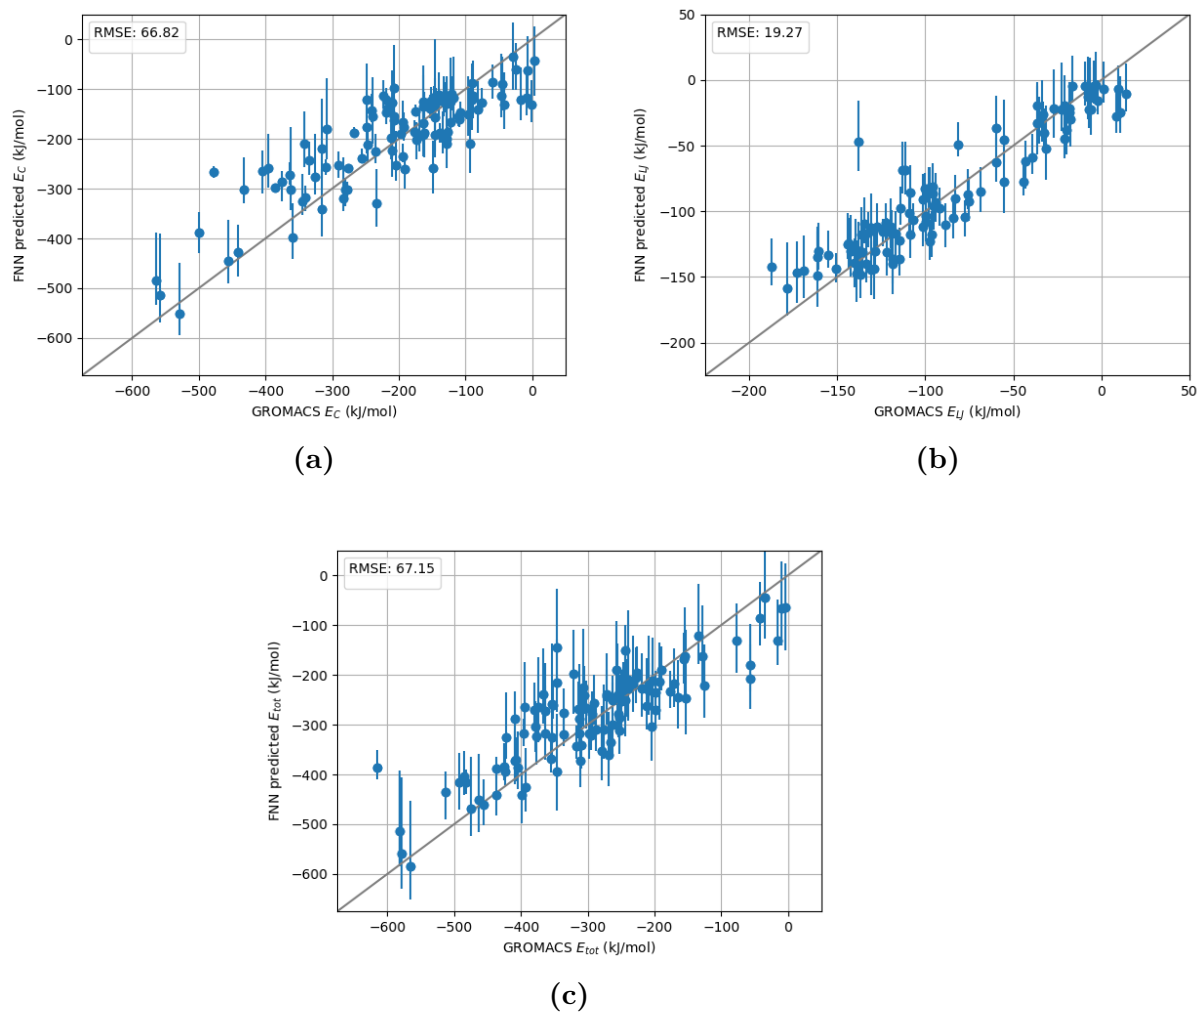 RMSE: 66.82
0
−100
−200
−300
−400
−500
−600
FNN predicted E_C (kJ/mol)
−600 −500 −400 −300 −200 −100 0
GROMACS E_C (kJ/mol)
(a)
RMSE: 19.27
50
0
−50
−100
−150
−200
FNN predicted E_LJ (kJ/mol)
−200 −150 −100 −50 0 50
GROMACS E_LJ (kJ/mol)
(b)
RMSE: 67.15
0
−100
−200
−300
−400
−500
−600
FNN predicted E_tot (kJ/mol)
−600 −500 −400 −300 −200 −100 0
GROMACS E_tot (kJ/mol)
(c)